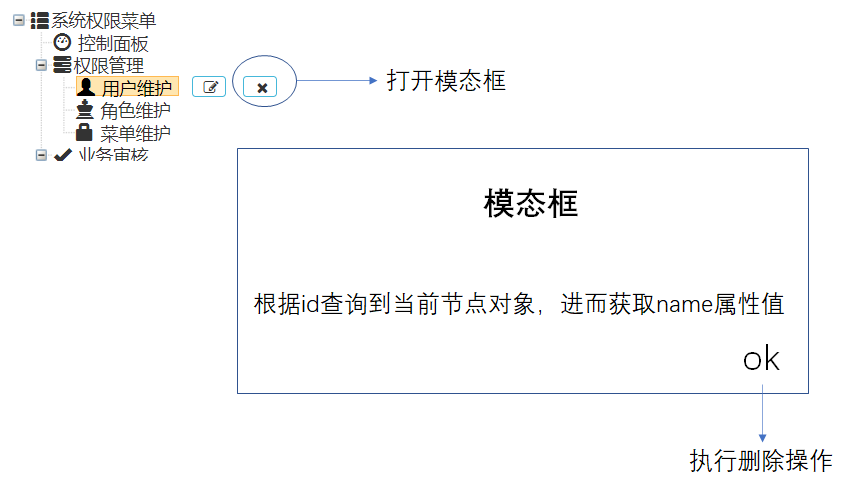 系统权限菜单
控制面板
权限管理
用户维护
打开模态框
角色维护
菜单维护
业务审核
模态框
根据id查询到当前节点对象，进而获取name属性值
ok
执行删除操作